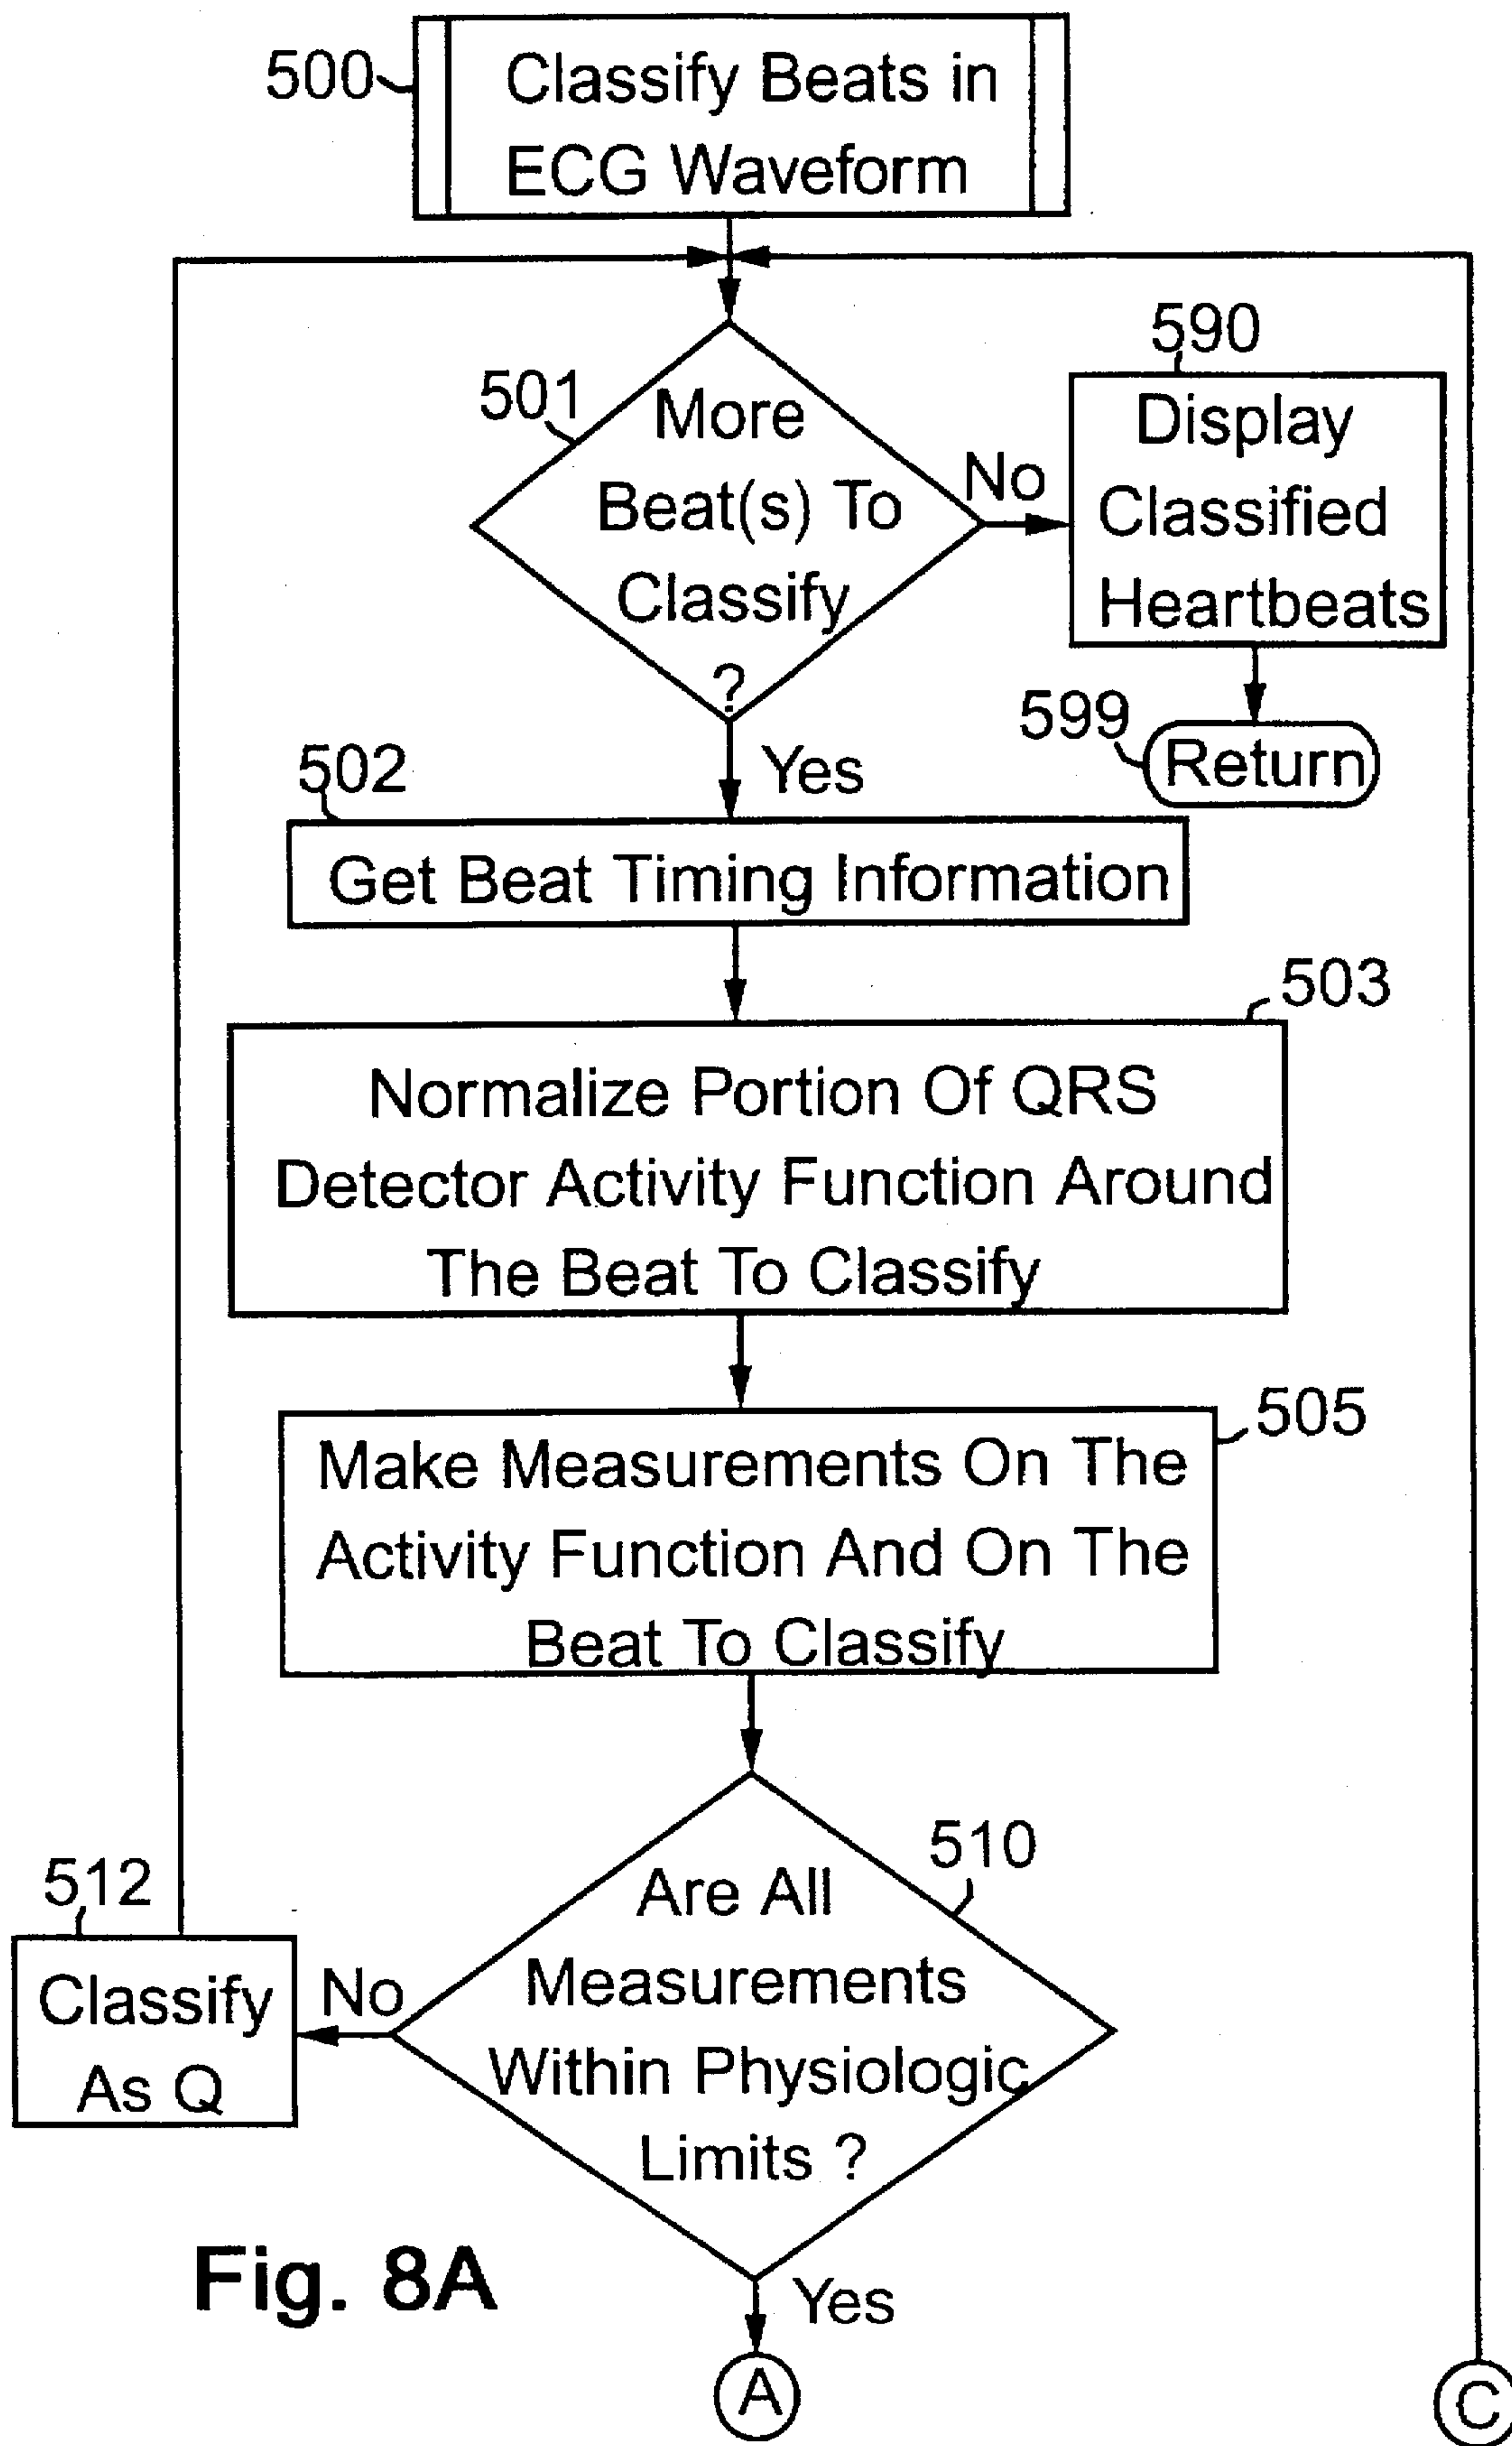 500
Classify Beats in
ECG Waveform
501
More
Beat(s) To
Classify
?
No
590
Display
Classified
Heartbeats
599
Return
Yes
502
Get Beat Timing Information
503
Normalize Portion Of QRS
Detector Activity Function Around
The Beat To Classify
505
Make Measurements On The
Activity Function And On The
Beat To Classify
510
Are All
Measurements
Within Physiologic
Limits ?
No
512
Classify
As Q
Yes
A
C
Fig. 8A